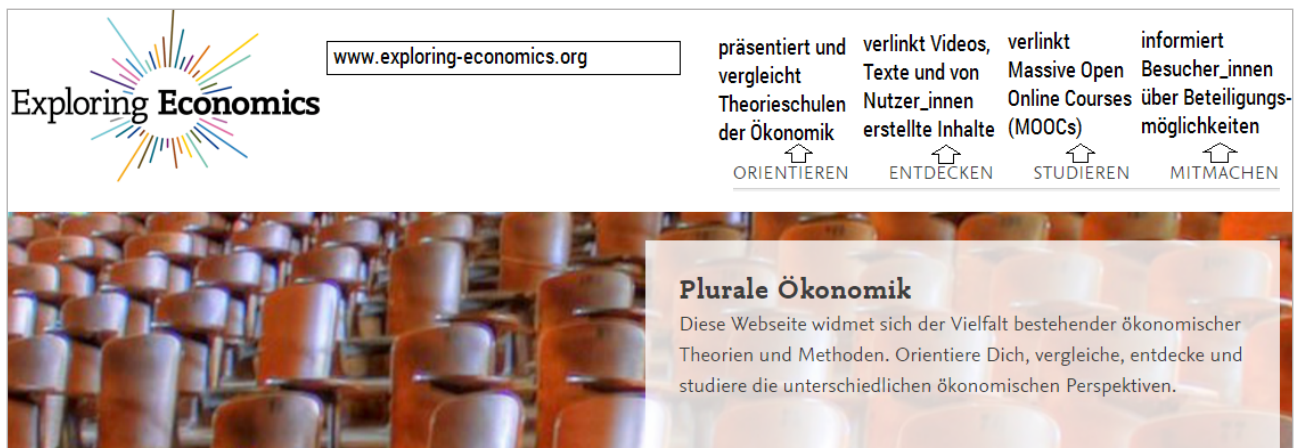 Exploring Economics
www.exploring-economics.org
präsentiert und
vergleicht
Theorieschulen
der Ökonomik
verlinkt Videos,
Texte und von
Nutzer_innen
erstellte Inhalte
verlinkt
Massive Open
Online Courses
(MOOCs)
informiert
Besucher_innen
über Beteiligungs-
möglichkeiten
ORIENTIEREN
ENTDECKEN
STUDIEREN
MITMACHEN
Plurale Ökonomik
Diese Webseite widmet sich der Vielfalt bestehender ökonomischer
Theorien und Methoden. Orientiere Dich, vergleiche, entdecke und
studiere die unterschiedlichen ökonomischen Perspektiven.